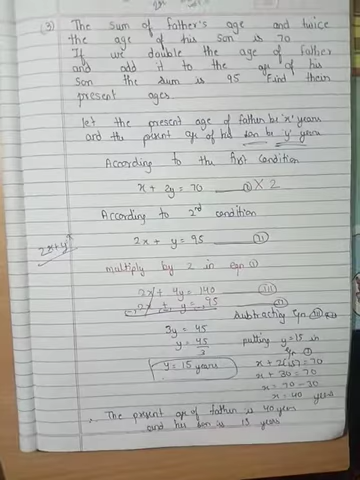 (3) The sum of father's age and twice
the age of his son is 70
If we double the age of father
and add it to the age of his
son the sum is 95 Find their
present ages.
let the present age of father be 'x' years
and the present age of his son be 'y' years
According to the first condition
x + 2y = 70 — (I) X 2
According to 2nd condition
2x + y
2x + y = 95 — (II)
multiply by 2 in eqn (I)
2x + 4y = 140 — (III)
2x + y = 95 — (II)
Subtracting Eqn (III) & (II)
3y = 45
y = 45/3
y = 15 years
putting y = 15 in
Eqn (I)
x + 2(15) = 70
x + 30 = 70
x = 70 - 30
x = 40 years
The present age of father is 40 years
and his son is 15 years